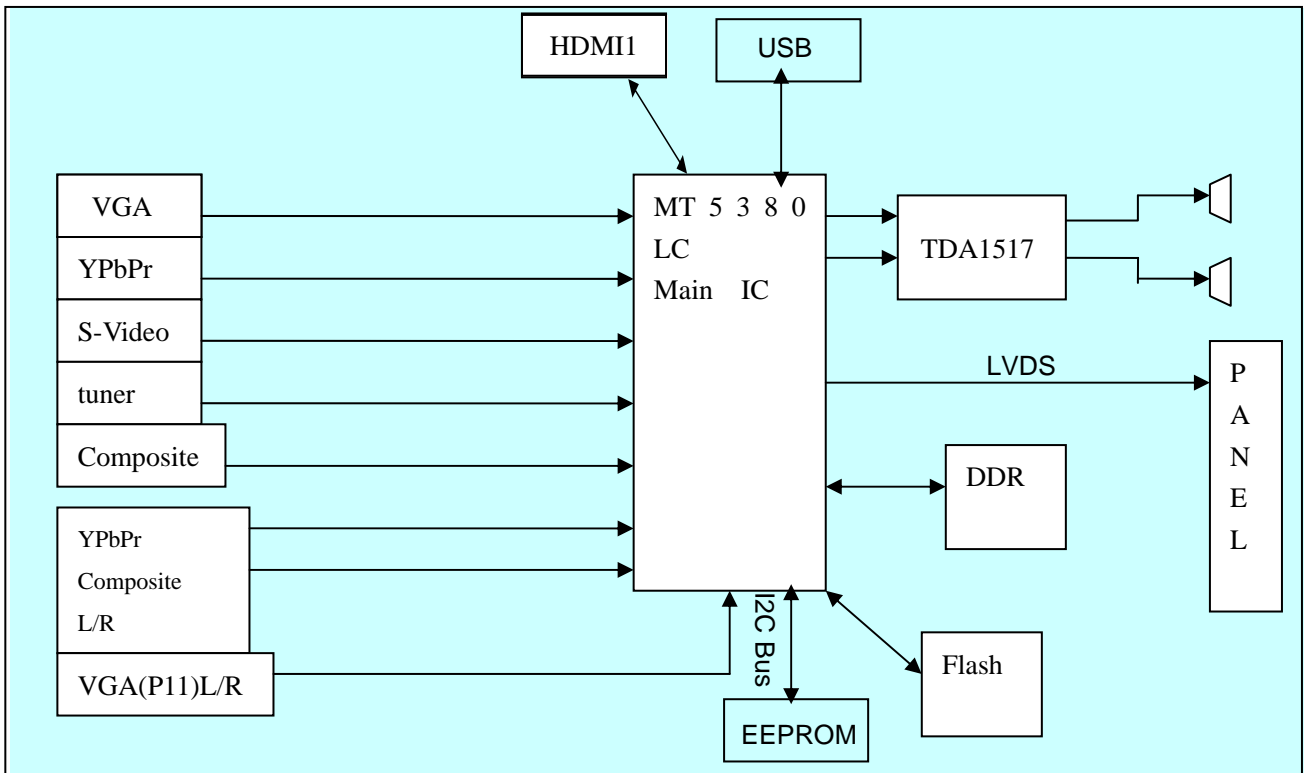 HDMI1
USB
VGA
YPbPr
S-Video
tuner
Composite
YPbPr
Composite
L/R
VGA(P11)L/R
MT 5 3 8 0
LC
Main IC
TDA1517
LVDS
P
A
N
E
L
DDR
I2C Bus
Flash
EEPROM